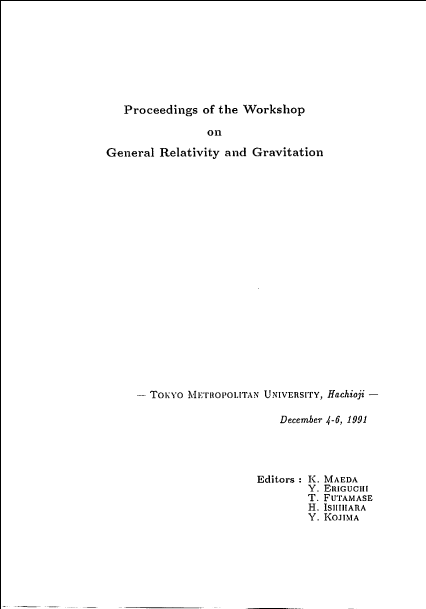 Proceedings of the Workshop
on
General Relativity and Gravitation
— TOKYO METROPOLITAN UNIVERSITY, Hachioji —
December 4-6, 1991
Editors : K. MAEDA
Y. ERIGUCHI
T. FUTAMASE
H. ISHIHARA
Y. KOJIMA